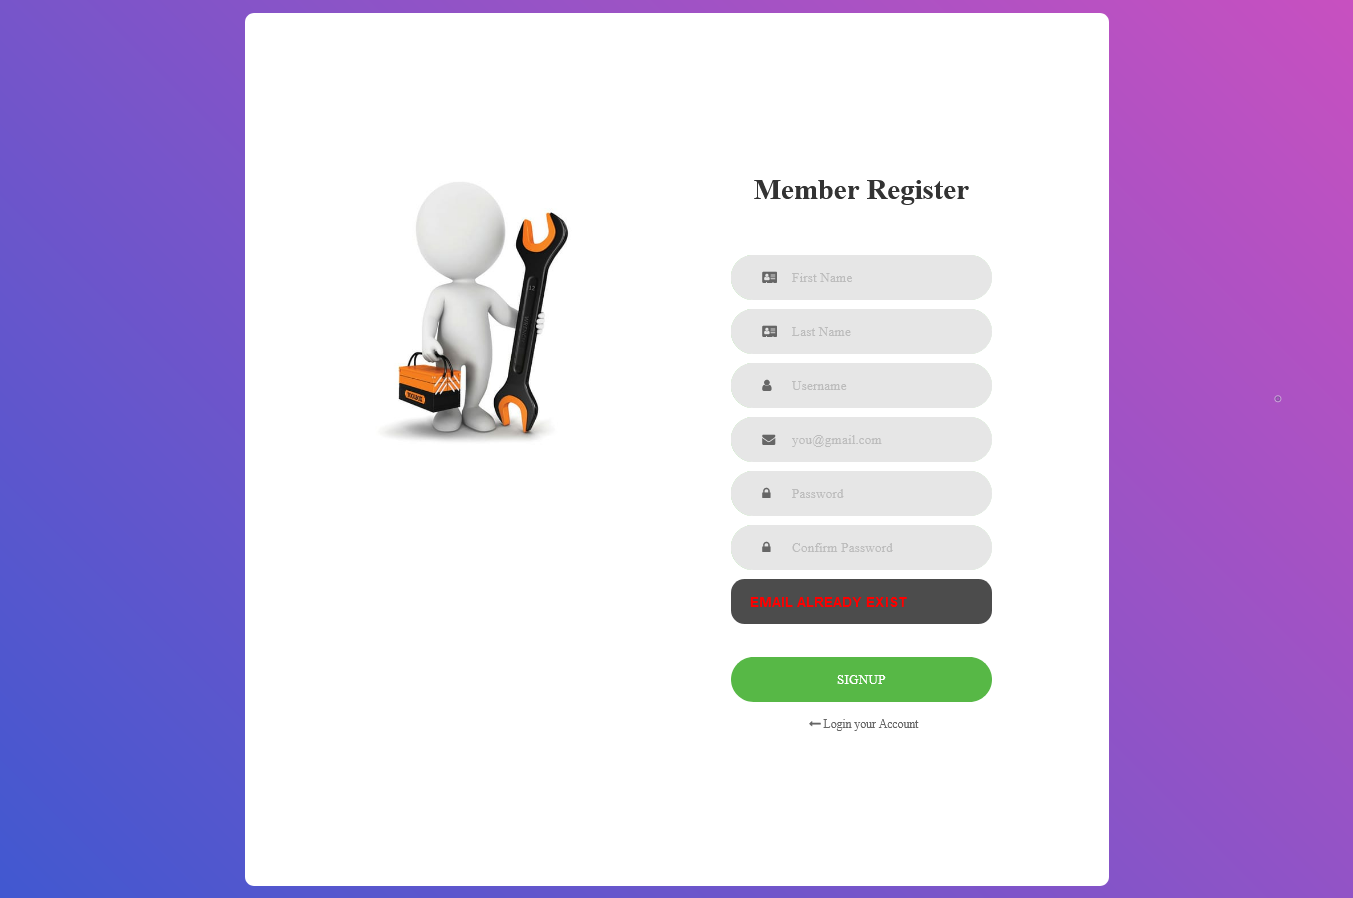 Member Register
First Name
Last Name
Username
you@gmail.com
Password
Confirm Password
EMAIL ALREADY EXIST
SIGNUP
Login your Account